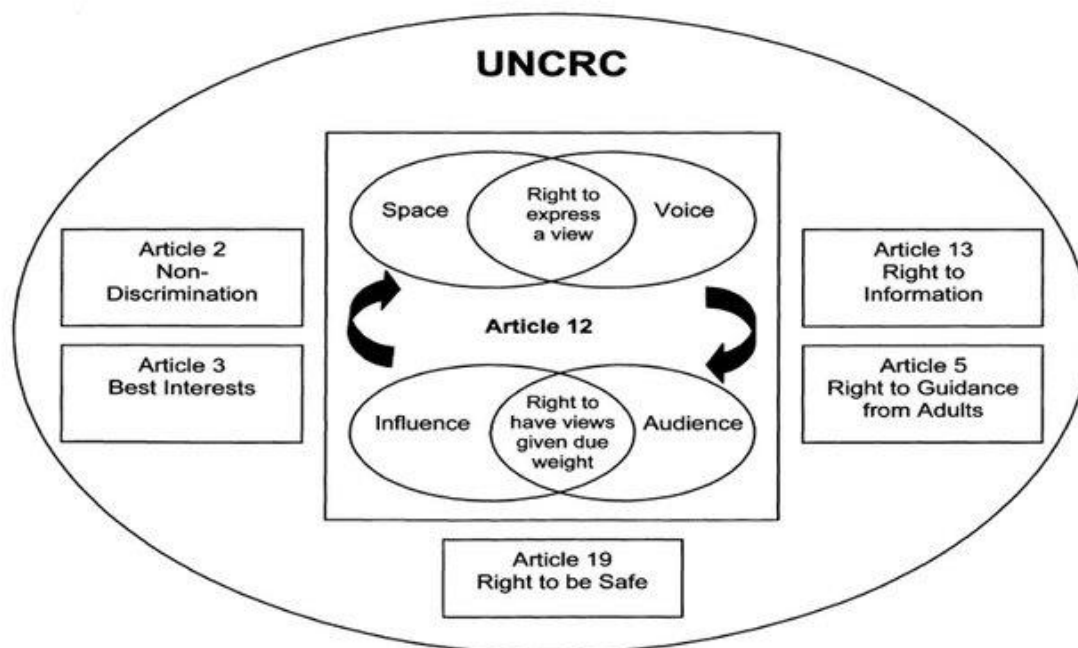 UNCRC
Space
Right to
express
a view
Voice
Article 2
Non-
Discrimination
Article 13
Right to
Information
Article 12
Article 3
Best Interests
Article 5
Right to Guidance
from Adults
Influence
Right to
have views
given due
weight
Audience
Article 19
Right to be Safe